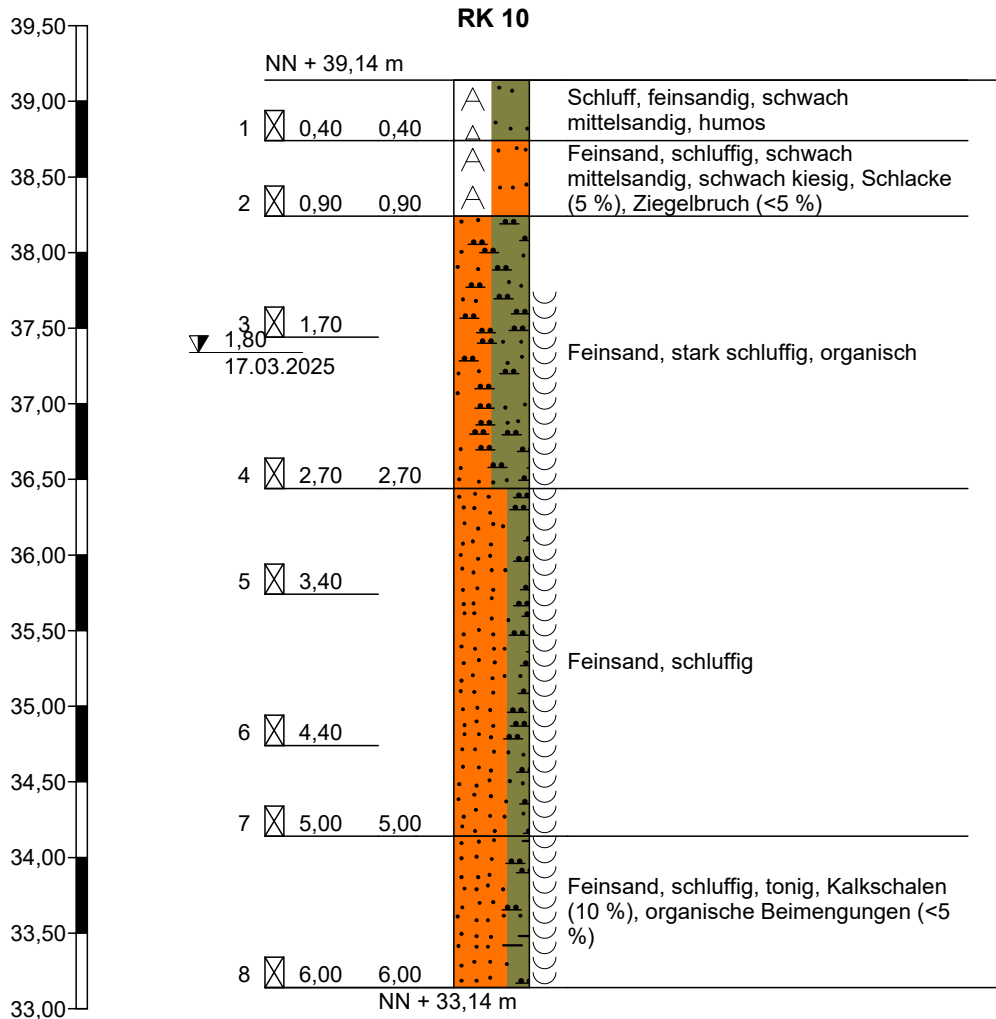 RK 10
39,50
NN + 39,14 m
39,00
Schluff, feinsandig, schwach
mittelsandig, humos
1 0,40 0,40
38,50
Feinsand, schluffig, schwach
mittelsandig, schwach kiesig, Schlacke
(5 %), Ziegelbruch (<5 %)
2 0,90 0,90
38,00
37,50
3 1,70
1,80
17.03.2025
Feinsand, stark schluffig, organisch
37,00
36,50
4 2,70 2,70
36,00
5 3,40
35,50
Feinsand, schluffig
35,00
6 4,40
34,50
7 5,00 5,00
34,00
Feinsand, schluffig, tonig, Kalkschalen
(10 %), organische Beimengungen (<5
%)
33,50
8 6,00 6,00
NN + 33,14 m
33,00